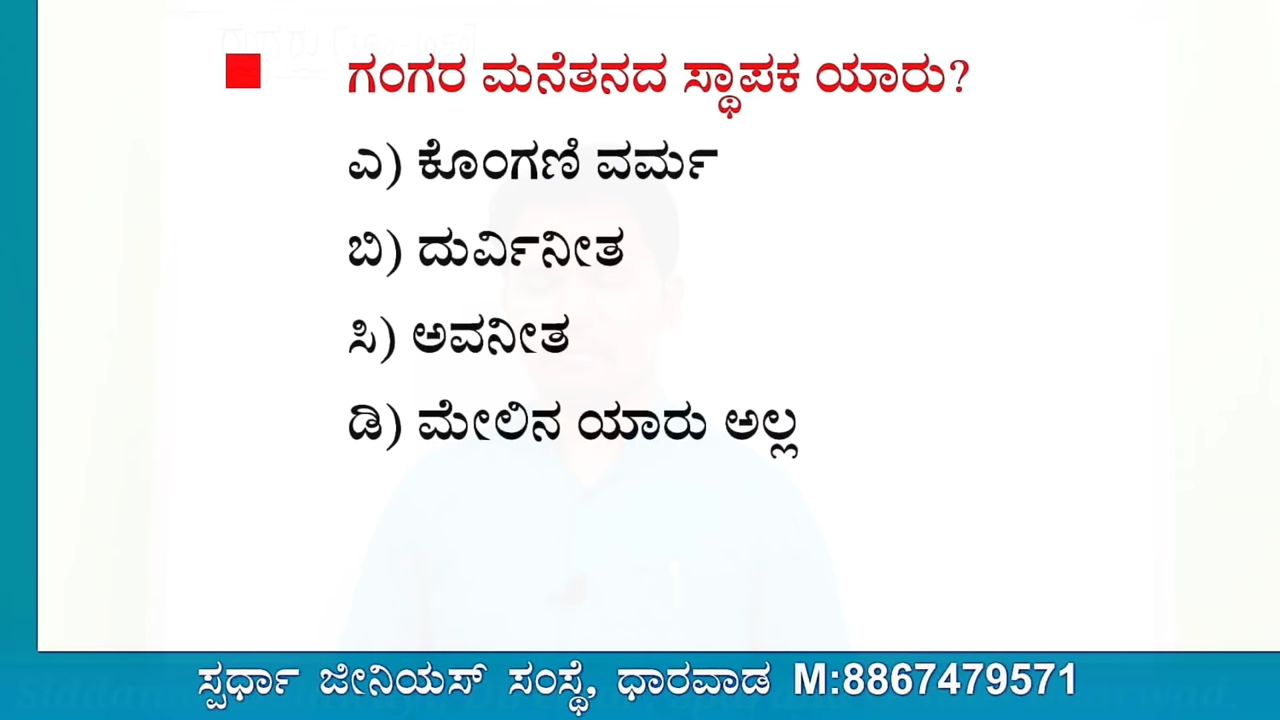 ಗಂಗರ ಮನೆತನದ ಸ್ಥಾಪಕ ಯಾರು?
ಎ) ಕೊಂಗಣಿ ವರ್ಮ
ಬಿ) ದುರ್ವಿನೀತ
ಸಿ) ಅವನೀತ
ಡಿ) ಮೇಲಿನ ಯಾರು ಅಲ್ಲ
ಸ್ಪರ್ಧಾ ಜೀನಿಯಸ್ ಸಂಸ್ಥೆ, ಧಾರವಾಡ M:8867479571